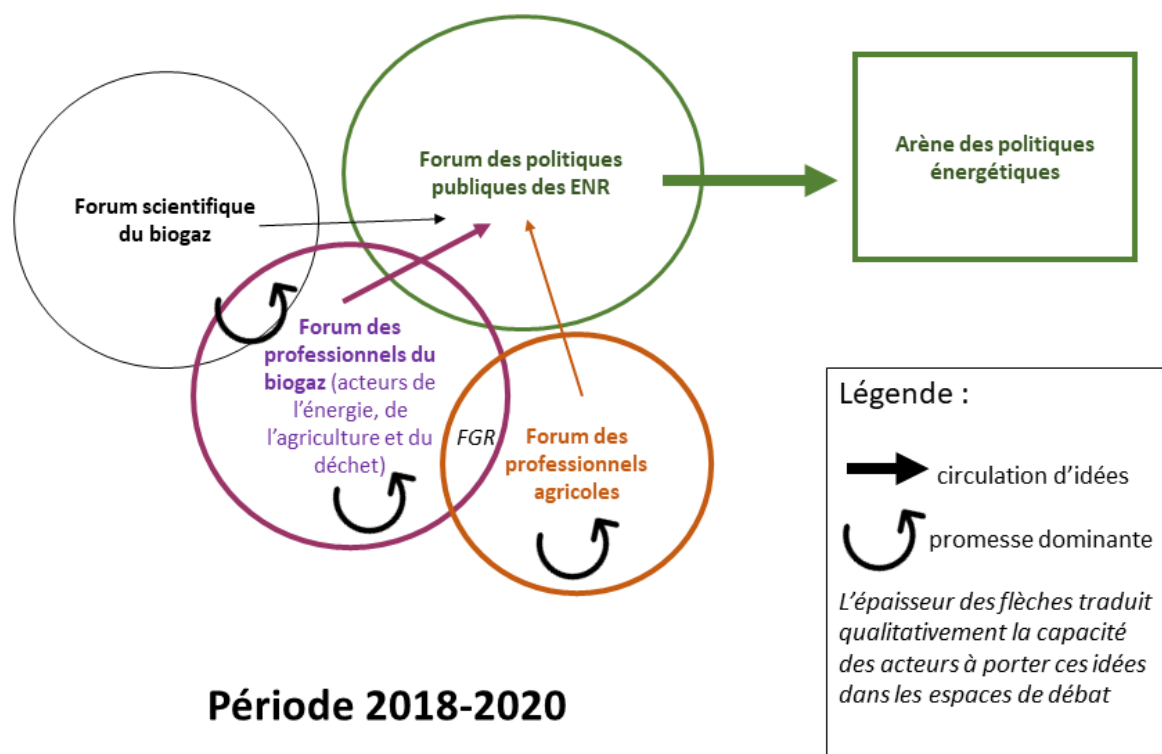 Forum des politiques
publiques des ENR
Arène des politiques
énergétiques
Forum scientifique
du biogaz
Forum des
professionnels du
biogaz (acteurs de
l’énergie, de
l’agriculture et du
déchet)
FGR
Forum des
professionnels
agricoles
Légende :
circulation d’idées
promesse dominante
L’épaisseur des flèches traduit
qualitativement la capacité
des acteurs à porter ces idées
dans les espaces de débat
Période 2018-2020